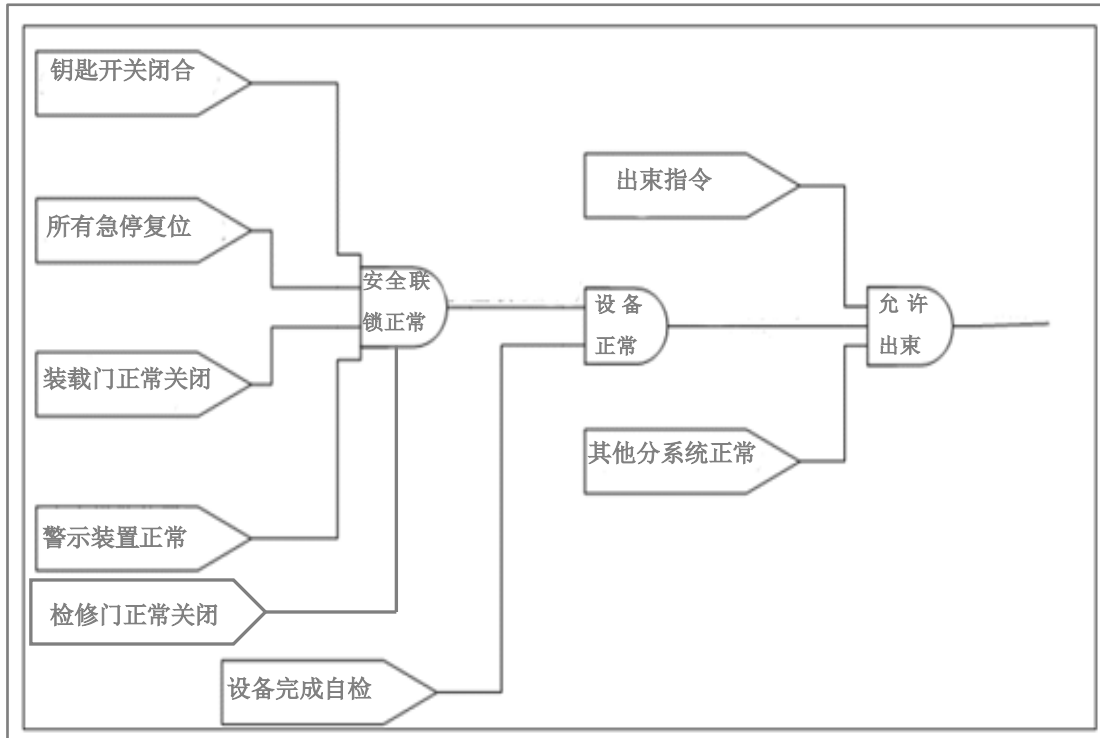 钥匙开关闭合
所有急停复位
装载门正常关闭
警示装置正常
检修门正常关闭
设备完成自检
安全联
锁正常
设备
正常
出束指令
其他分系统正常
允许
出束